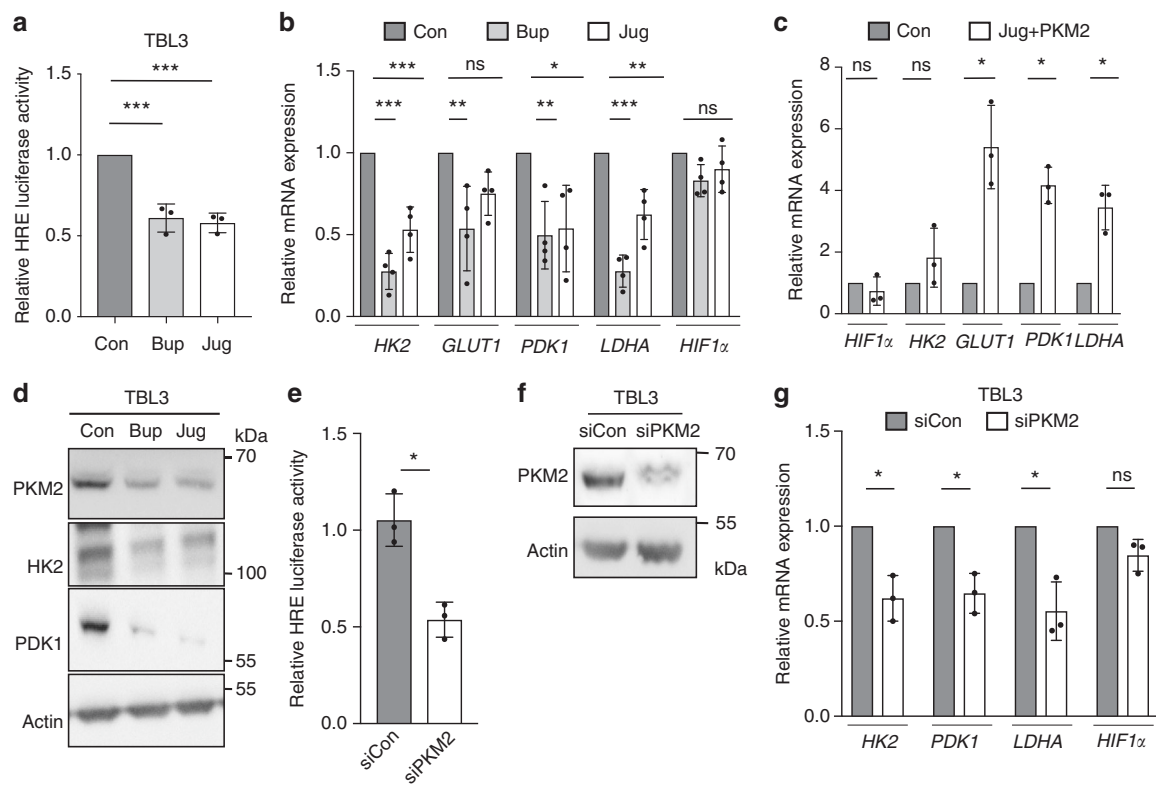 a
TBL3
Relative HRE luciferase activity
1.5
1.0
0.5
0.0
***
***
Con Bup Jug
b
Con Bup Jug
Relative mRNA expression
1.5
1.0
0.5
0.0
*** ns * **
*** ** ** *** ns
HK2 GLUT1 PDK1 LDHA HIF1α
c
Con Jug+PKM2
Relative mRNA expression
8
6
4
2
0
ns ns * * *
HIF1α HK2 GLUT1 PDK1 LDHA
d
TBL3
Con Bup Jug kDa
70
PKM2
HK2
100
PDK1
55
55
Actin
e
Relative HRE luciferase activity
1.5
1.0
0.5
0.0
*
siCon siPKM2
f
TBL3
siCon siPKM2
70
PKM2
55
Actin
kDa
g
TBL3
siCon siPKM2
Relative mRNA expression
1.5
1.0
0.5
0.0
* * * ns
HK2 PDK1 LDHA HIF1α